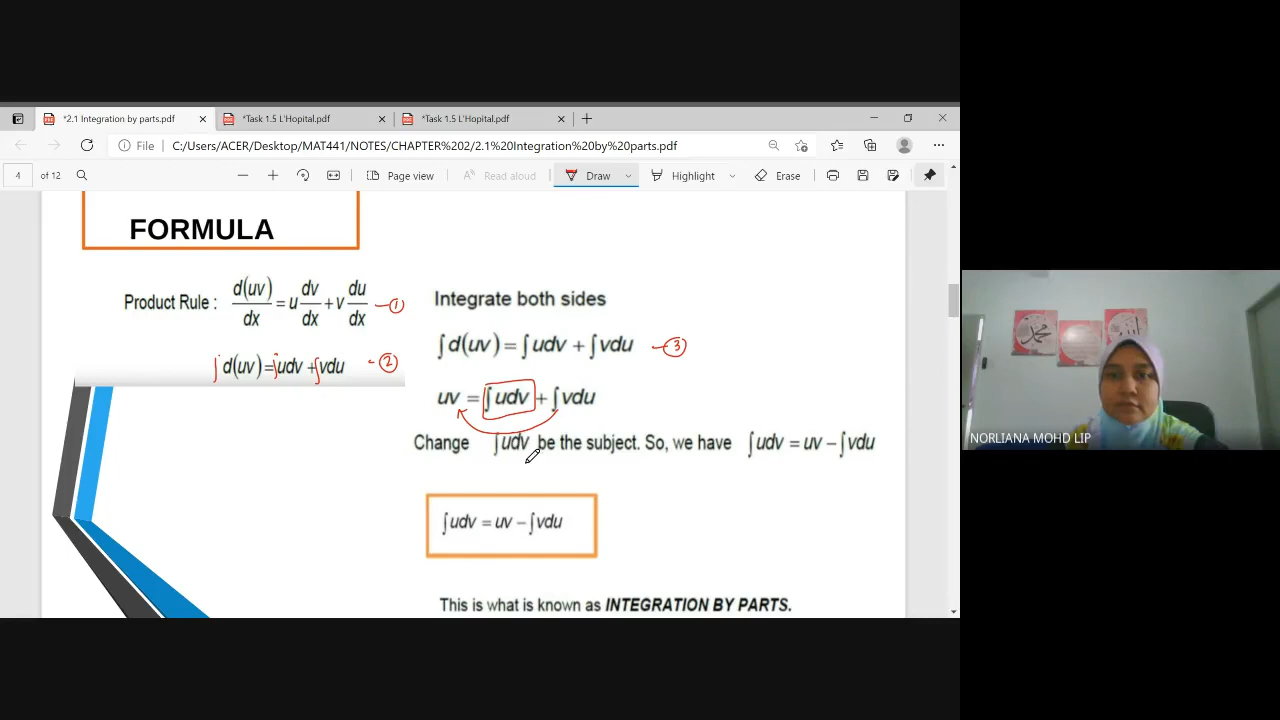 *2.1 Integration by parts.pdf
*Task 1.5 L'Hopital.pdf
*Task 1.5 L'Hopital.pdf
File C:/Users/ACER/Desktop/MAT441/NOTES/CHAPTER%202/2.1%20Integration%20by%20parts.pdf
4 of 12 Page view Read aloud Draw Highlight Erase
FORMULA
Product Rule : d(uv)/dx = u dv/dx + v du/dx — ①
∫ d(uv) = ∫ udv + ∫ vdu - ②
Integrate both sides
∫ d(uv) = ∫ udv + ∫ vdu — ③
uv = ∫ udv + ∫ vdu
Change ∫ udv be the subject. So, we have ∫ udv = uv − ∫ vdu
∫ udv = uv − ∫ vdu
This is what is known as INTEGRATION BY PARTS.
NORLIANA MOHD LIP